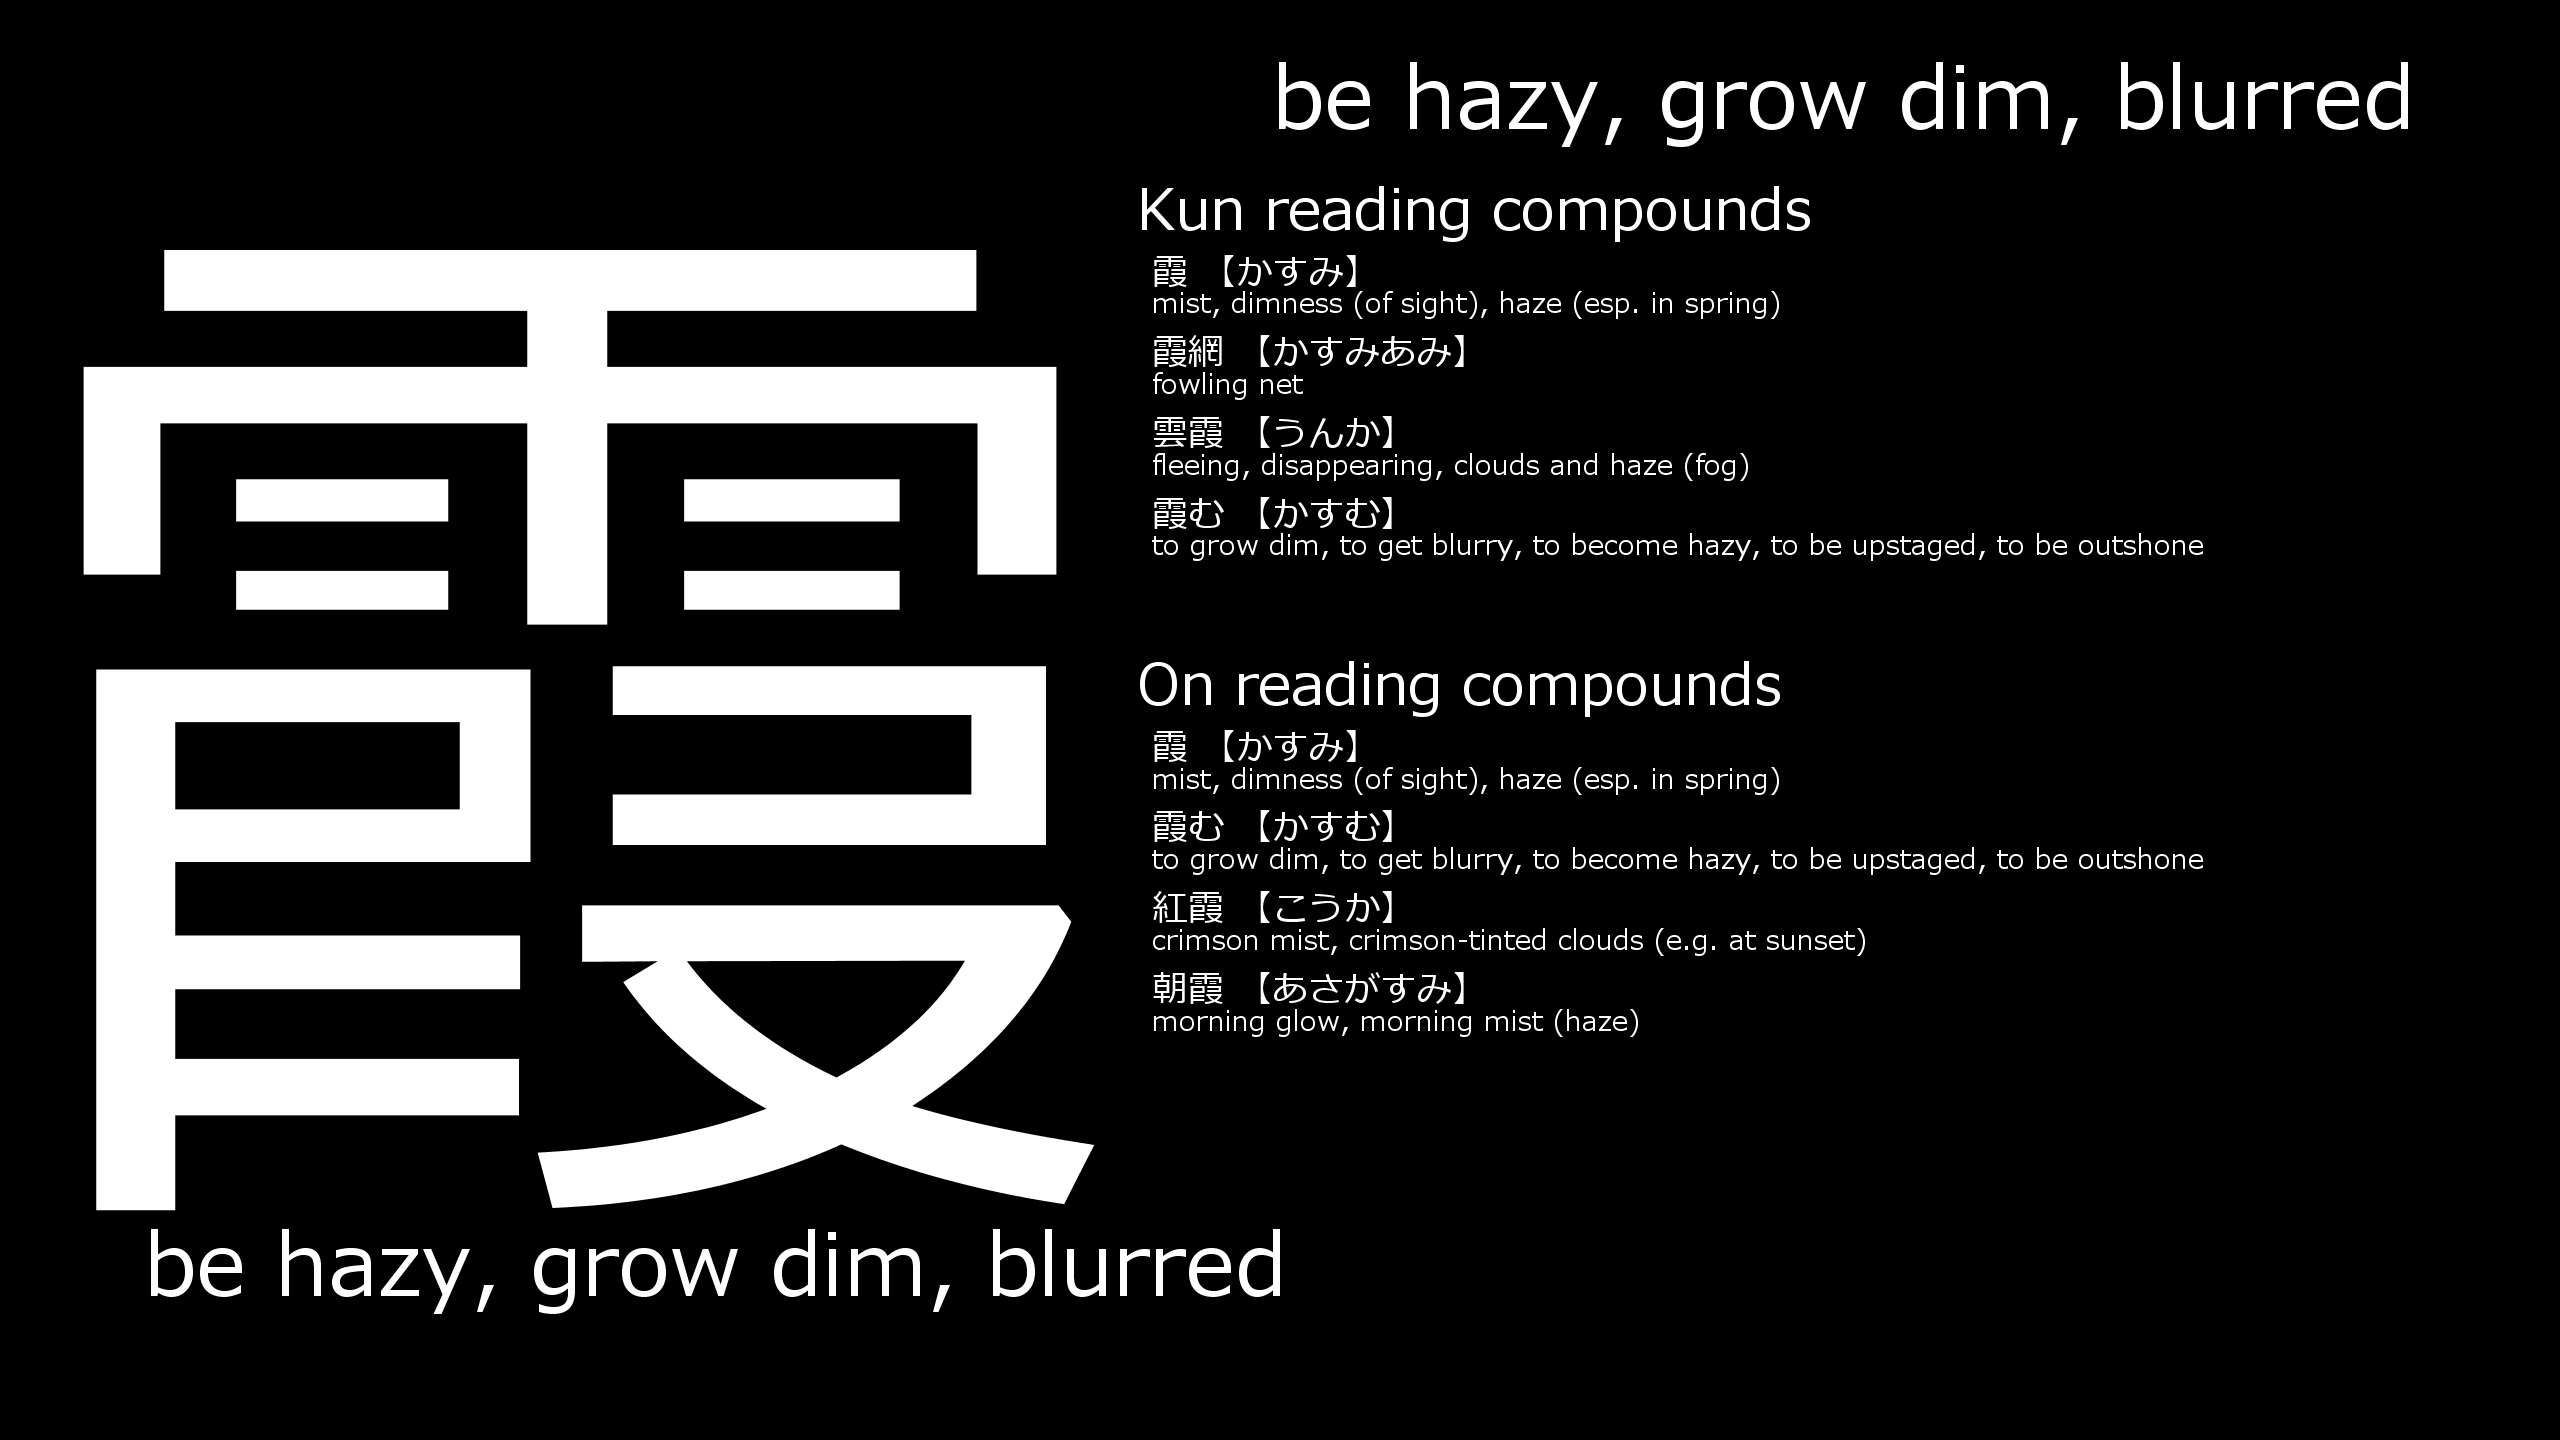 霞
be hazy, grow dim, blurred
be hazy, grow dim, blurred
Kun reading compounds
霞 【かすみ】
mist, dimness (of sight), haze (esp. in spring)
霞網 【かすみあみ】
fowling net
雲霞 【うんか】
fleeing, disappearing, clouds and haze (fog)
霞む 【かすむ】
to grow dim, to get blurry, to become hazy, to be upstaged, to be outshone
On reading compounds
霞 【かすみ】
mist, dimness (of sight), haze (esp. in spring)
霞む 【かすむ】
to grow dim, to get blurry, to become hazy, to be upstaged, to be outshone
紅霞 【こうか】
crimson mist, crimson-tinted clouds (e.g. at sunset)
朝霞 【あさがすみ】
morning glow, morning mist (haze)